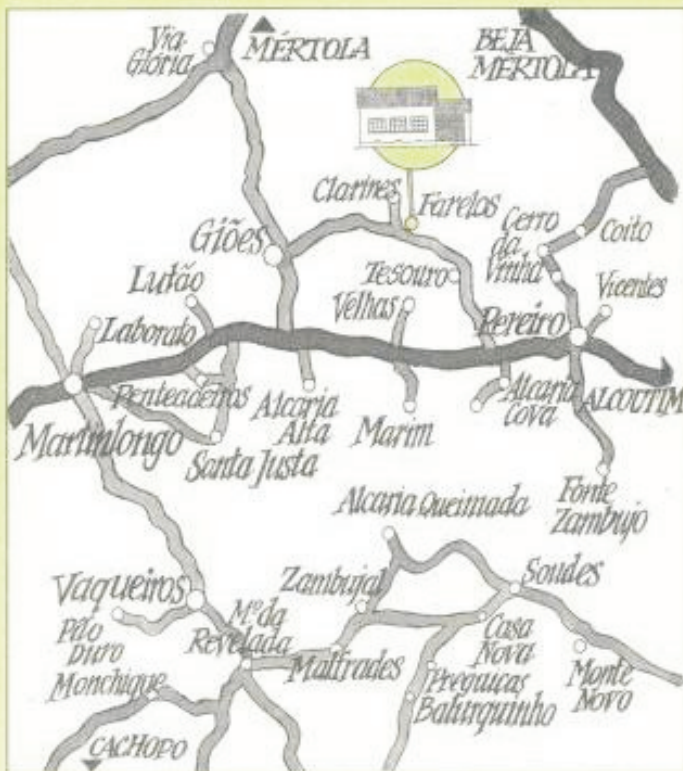 Via
Glória
MÉRTOLA
BEJA
MÉRTOLA
Clarines
Farelos
Giões
Cerro
da
Vinha
Coito
Tesouro
Lutão
Velhas
Vicentes
Pereiro
Laborato
Penteadeiros
Alcaria
Alta
Marim
Alcaria
Cova
ALCOUTIM
Martinlongo
Santa Justa
Fonte
Zambujo
Alcaria Queimada
Vaqueiros
Zambujal
Soudes
Pão
Duro
Mº da
Revelada
Malfrades
Casa
Nova
Monte
Novo
Monchique
Preguiças
Balurquinho
CACHOPO